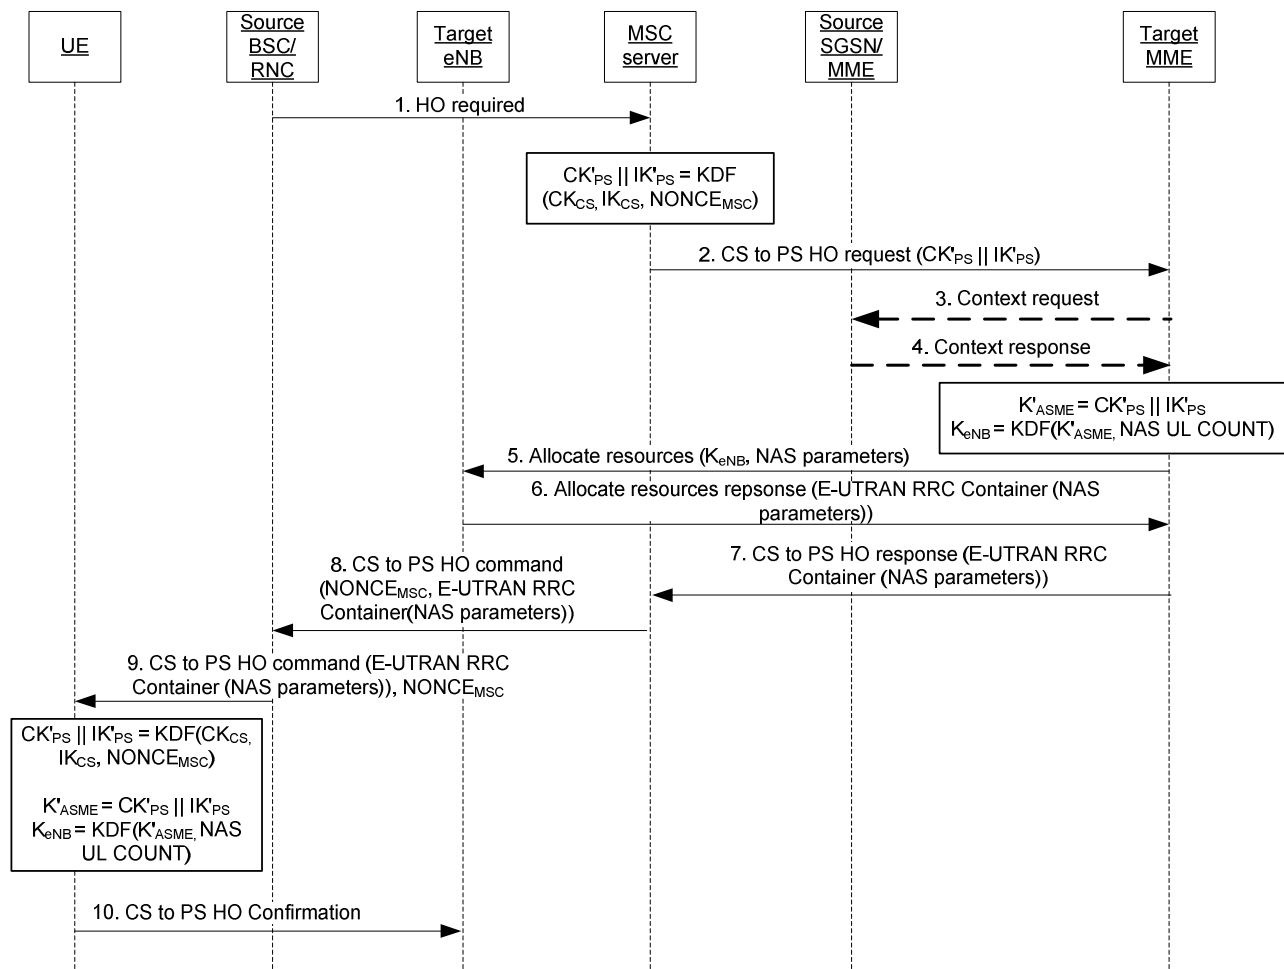 UE
Source
BSC/
RNC
Target
eNB
MSC
server
Source
SGSN/
MME
Target
MME
1. HO required
CK'PS || IK'PS = KDF
(CKCS, IKCS, NONCEMSC)
2. CS to PS HO request (CK'PS || IK'PS)
3. Context request
4. Context response
K'ASME = CK'PS || IK'PS
KeNB = KDF(K'ASME, NAS UL COUNT)
5. Allocate resources (KeNB, NAS parameters)
6. Allocate resources repsonse (E-UTRAN RRC Container (NAS
parameters))
7. CS to PS HO response (E-UTRAN RRC
Container (NAS parameters))
8. CS to PS HO command
(NONCEMSC, E-UTRAN RRC
Container(NAS parameters))
9. CS to PS HO command (E-UTRAN RRC
Container (NAS parameters)), NONCEMSC
CK'PS || IK'PS = KDF(CKCS,
IKCS, NONCEMSC)
K'ASME = CK'PS || IK'PS
KeNB = KDF(K'ASME, NAS
UL COUNT)
10. CS to PS HO Confirmation